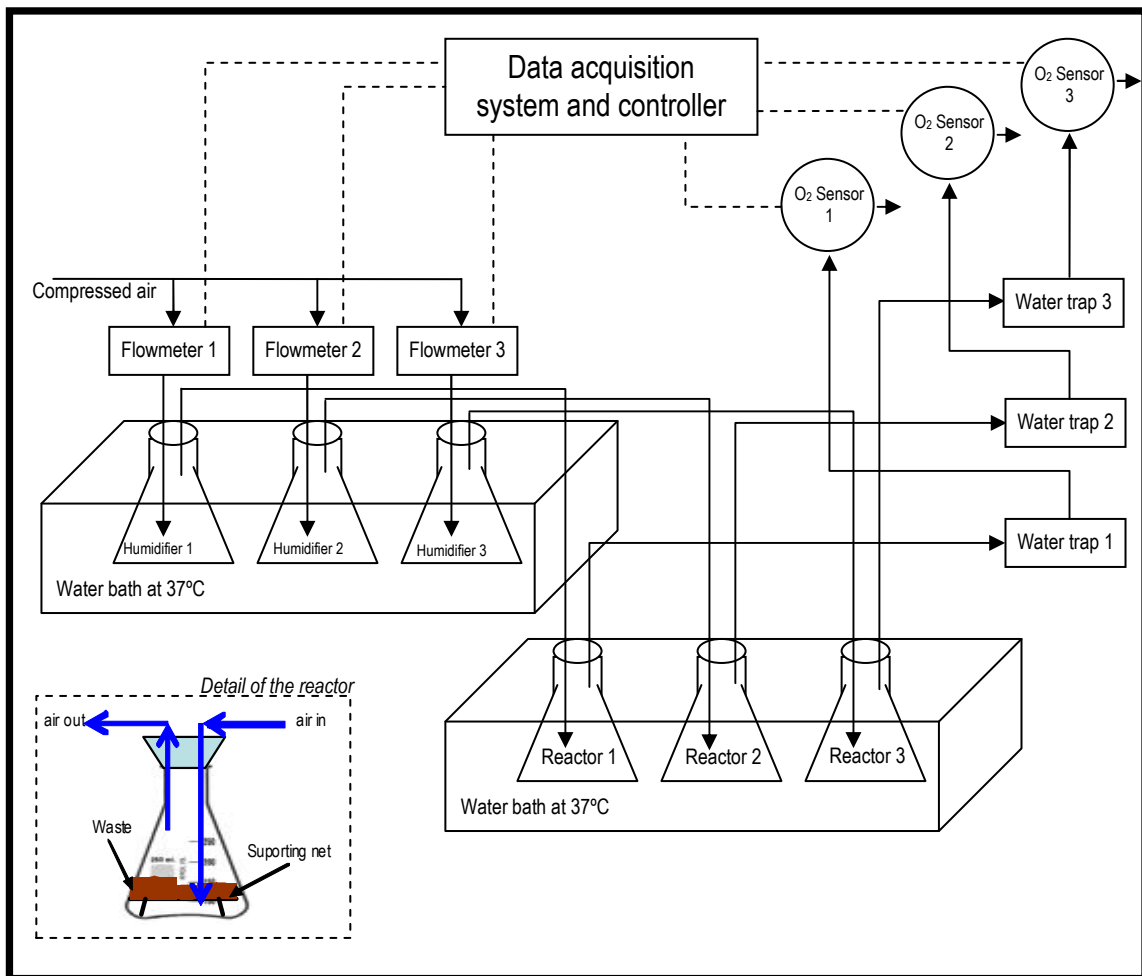 Data acquisition
system and controller
O₂ Sensor
3
O₂ Sensor
2
O₂ Sensor
1
Compressed air
Flowmeter 1
Flowmeter 2
Flowmeter 3
Water trap 3
Water trap 2
Water trap 1
Humidifier 1
Humidifier 2
Humidifier 3
Water bath at 37ºC
Reactor 1
Reactor 2
Reactor 3
Water bath at 37ºC
Detail of the reactor
air out
air in
Waste
Suporting net